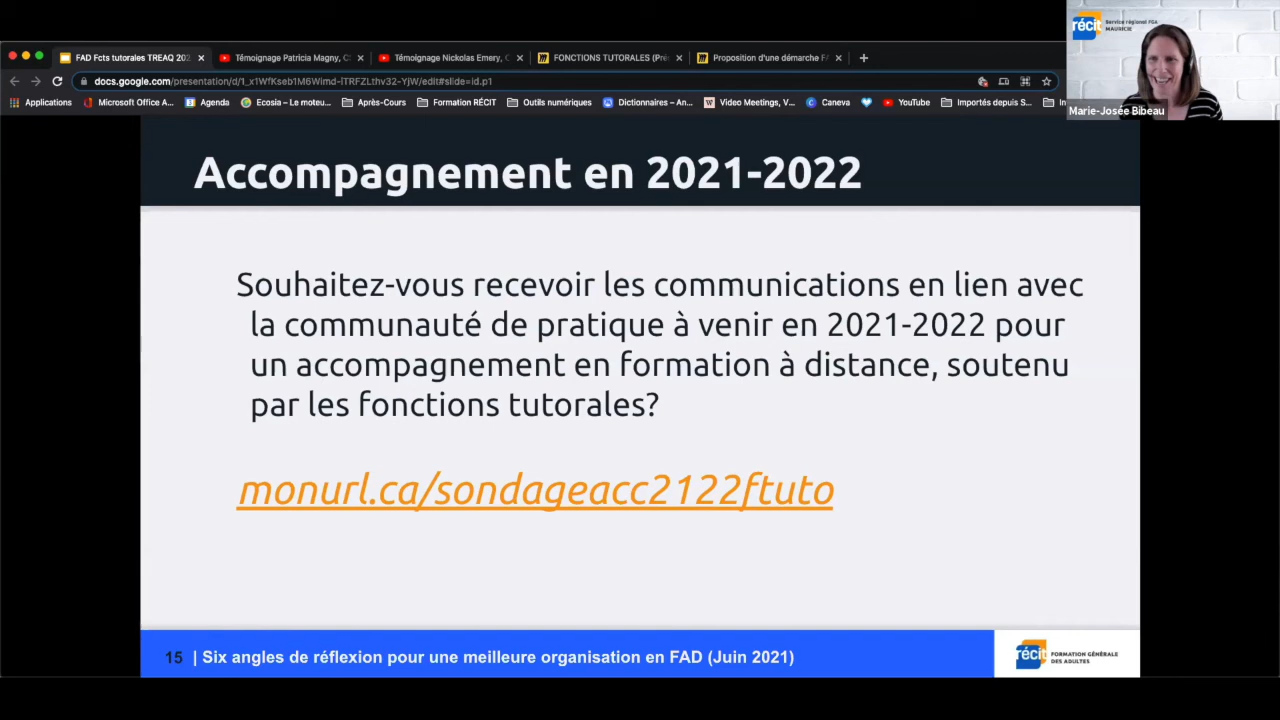 récit
Service régional FGA
MAURICIE
Marie-Josée Bibeau
FAD Fcts tutorales TREAQ 202
Témoignage Patricia Magny, C
Témoignage Nickolas Emery, C
FONCTIONS TUTORALES (Pré
Proposition d'une démarche F
docs.google.com/presentation/d/1_x1WfKseb1M6Wimd-lTRFZLthv32-YjW/edit#slide=id.p1
Applications
Microsoft Office A...
Agenda
Ecosia – Le moteu...
Après-Cours
Formation RÉCIT
Outils numériques
Dictionnaires – An...
Video Meetings, V...
Caneva
YouTube
Importés depuis S...
Accompagnement en 2021-2022
Souhaitez-vous recevoir les communications en lien avec
la communauté de pratique à venir en 2021-2022 pour
un accompagnement en formation à distance, soutenu
par les fonctions tutorales?
monurl.ca/sondageacc2122ftuto
15 | Six angles de réflexion pour une meilleure organisation en FAD (Juin 2021)
récit
FORMATION GÉNÉRALE
DES ADULTES